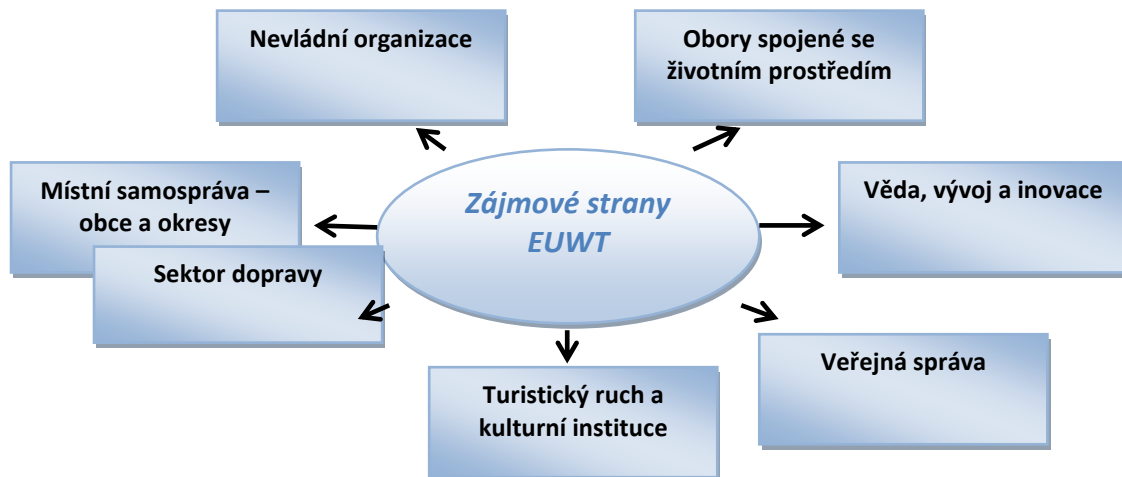 Nevládní organizace
Obory spojené se
životním prostředím
Místní samospráva –
obce a okresy
Zájmové strany
EUWT
Věda, vývoj a inovace
Sektor dopravy
Veřejná správa
Turistický ruch a
kulturní instituce